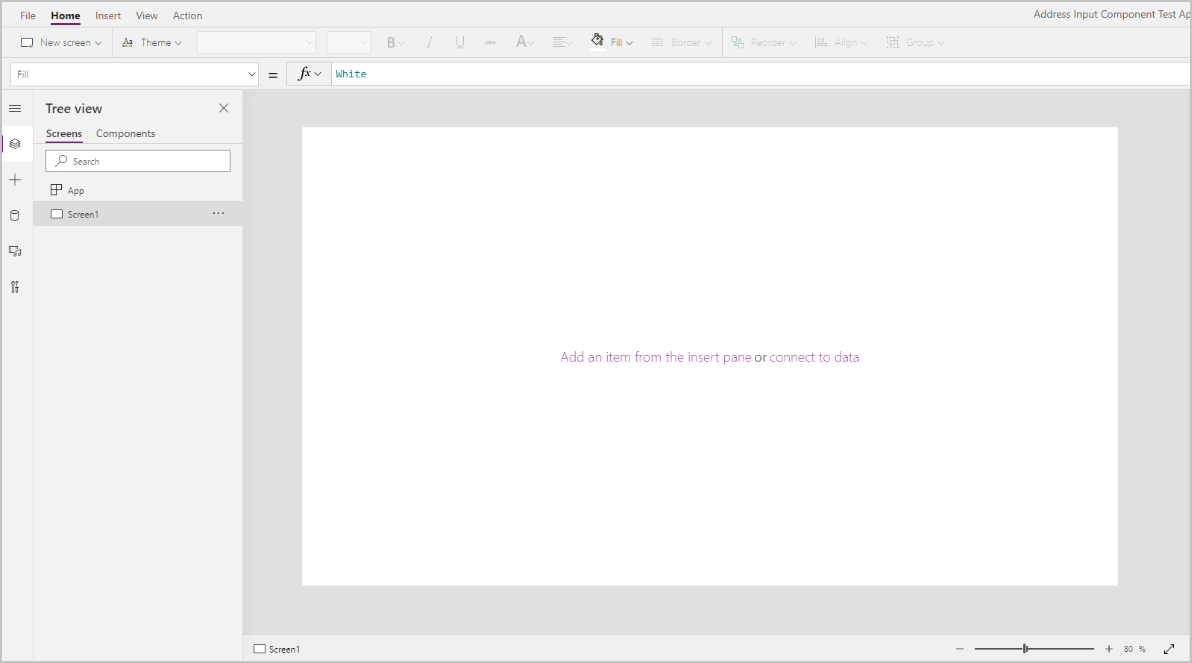 File Home Insert View Action Address Input Component Test Ap
New screen Theme B / U abc A Fill Border Reorder Align Group
Fill = fx White
Tree view
Screens Components
Search
App
Screen1 ...
Add an item from the insert pane or connect to data
Screen1 80 %